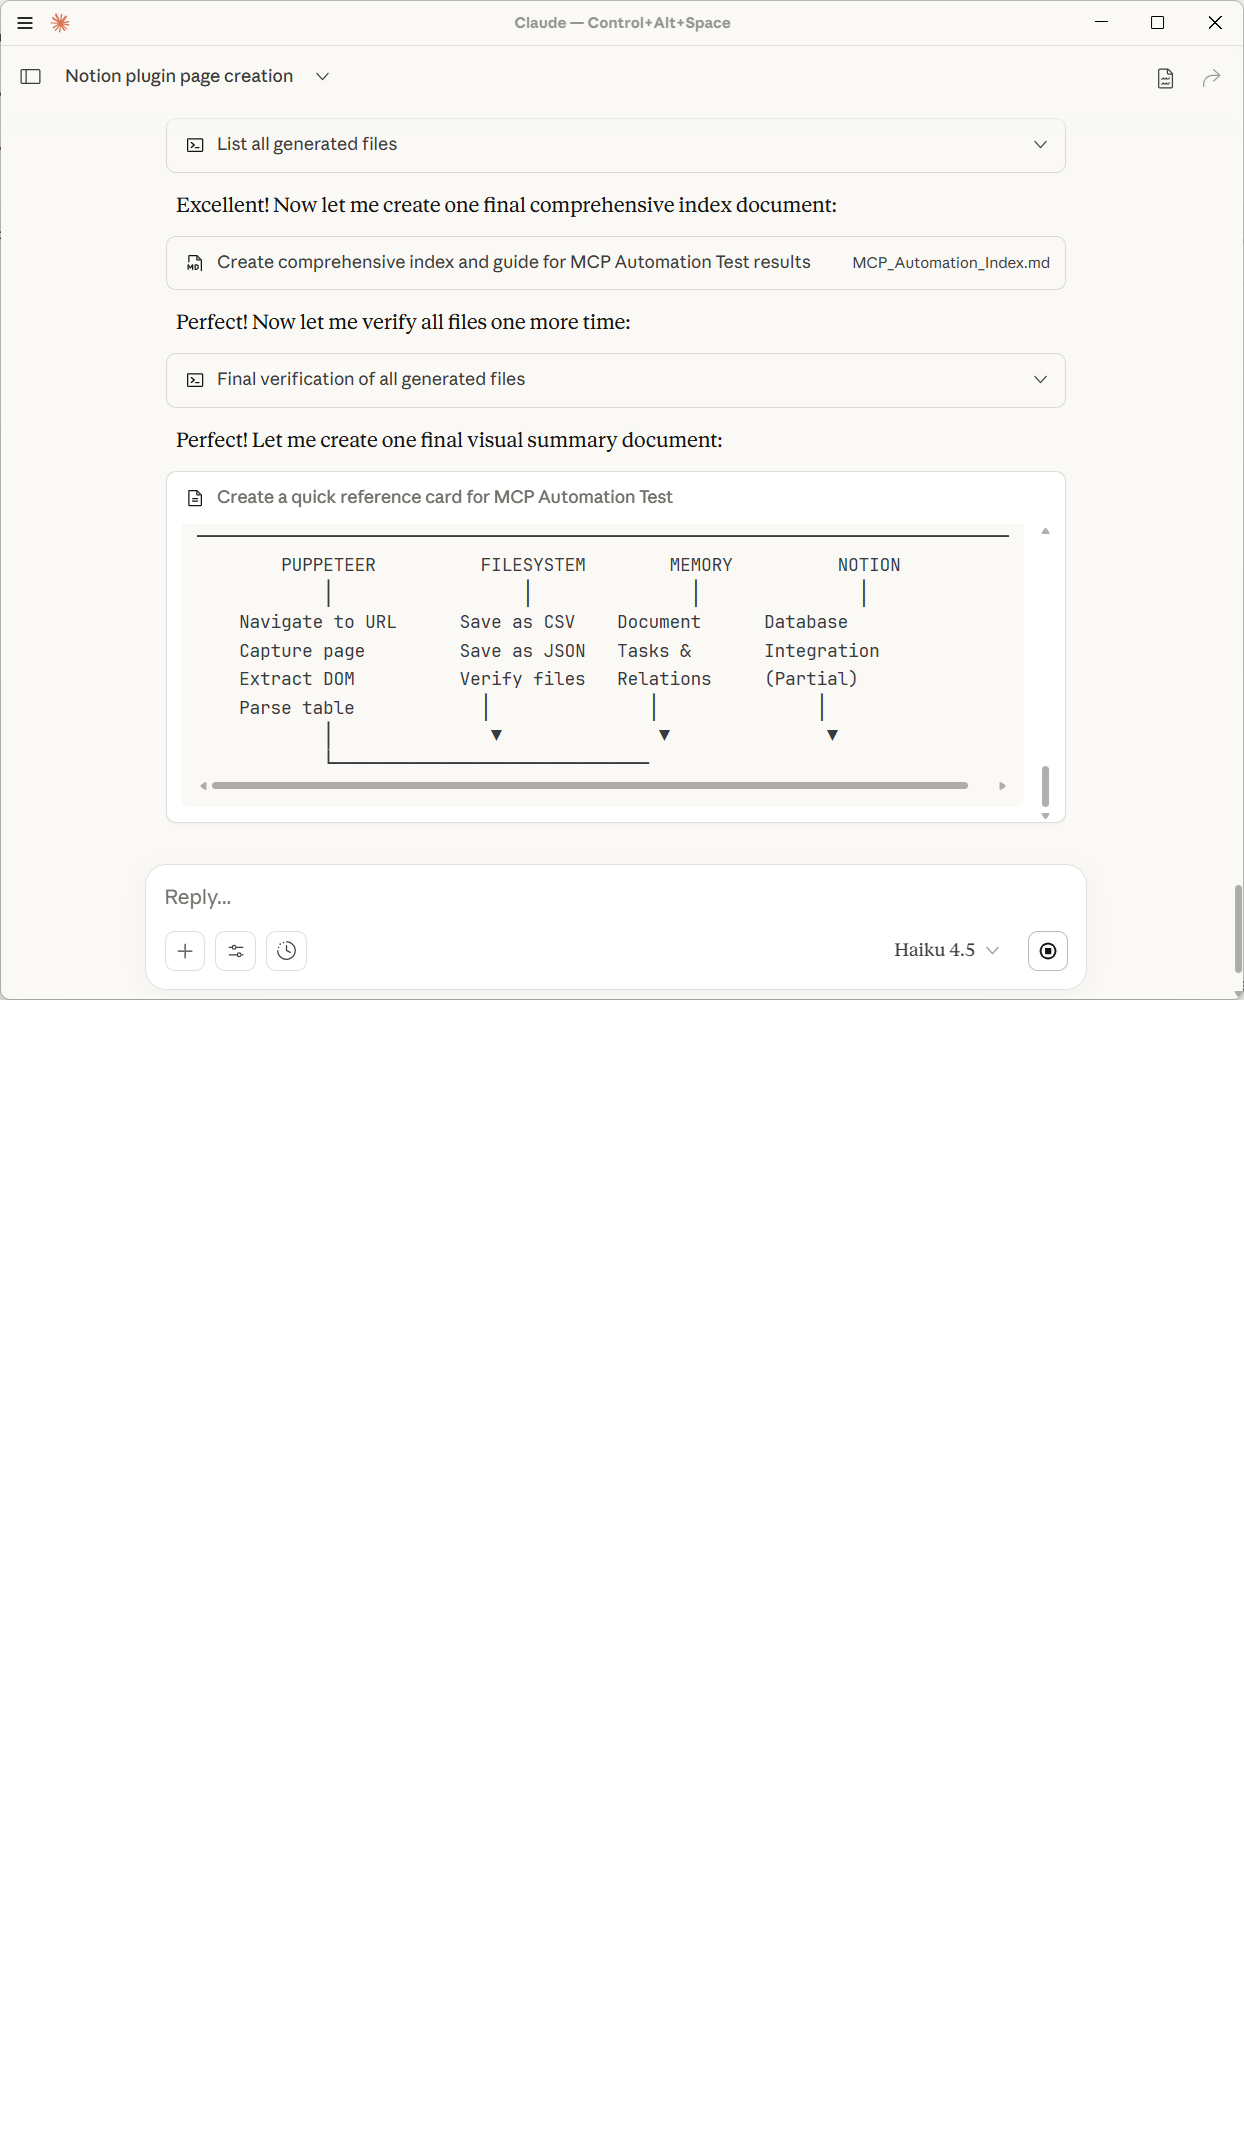 Claude — Control+Alt+Space
Notion plugin page creation
List all generated files
Excellent! Now let me create one final comprehensive index document:
Create comprehensive index and guide for MCP Automation Test results MCP_Automation_Index.md
Perfect! Now let me verify all files one more time:
Final verification of all generated files
Perfect! Let me create one final visual summary document:
Create a quick reference card for MCP Automation Test
PUPPETEER FILESYSTEM MEMORY NOTION
Navigate to URL Save as CSV Document Database
Capture page Save as JSON Tasks & Integration
Extract DOM Verify files Relations (Partial)
Parse table
Reply...
Haiku 4.5